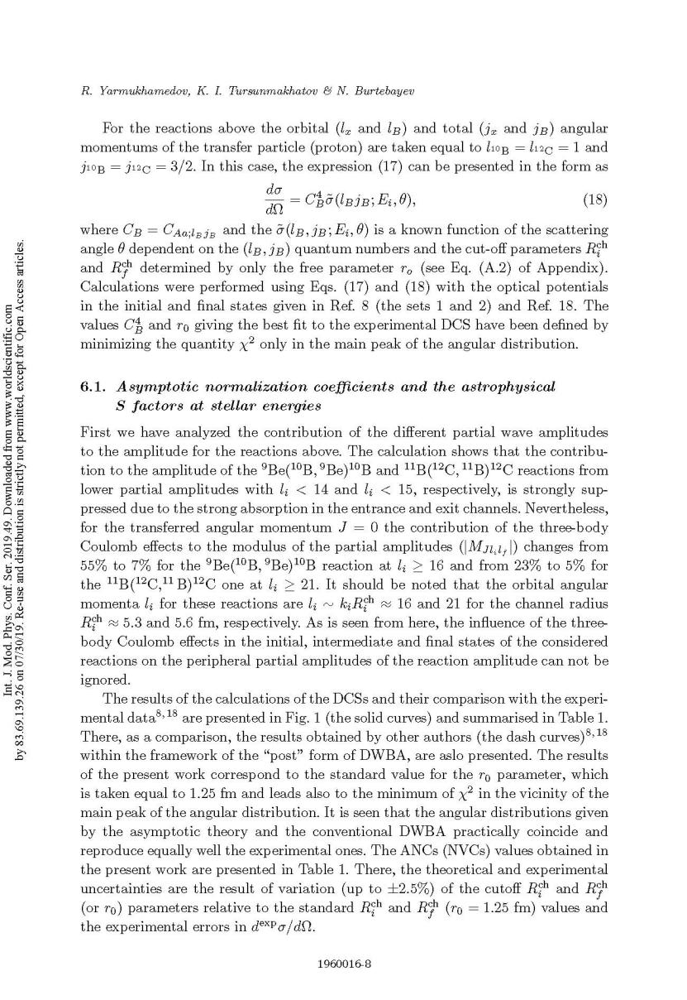 R. Yarmukhamedov, K. I. Tursunmakhatov & N. Burtebayev
For the reactions above the orbital (l_x and l_B) and total (j_x and j_B) angular
momentums of the transfer particle (proton) are taken equal to l_{¹⁰B} = l_{¹²C} = 1 and
j_{¹⁰B} = j_{¹²C} = 3/2. In this case, the expression (17) can be presented in the form as
dσ/dΩ = C_B^4 σ̃(l_B j_B; E_i, θ), (18)
where C_B = C_{Aa;l_B j_B} and the σ̃(l_B, j_B; E_i, θ) is a known function of the scattering
angle θ dependent on the (l_B, j_B) quantum numbers and the cut-off parameters R_i^ch
and R_f^ch determined by only the free parameter r_o (see Eq. (A.2) of Appendix).
Calculations were performed using Eqs. (17) and (18) with the optical potentials
in the initial and final states given in Ref. 8 (the sets 1 and 2) and Ref. 18. The
values C_B^4 and r_0 giving the best fit to the experimental DCS have been defined by
minimizing the quantity χ² only in the main peak of the angular distribution.
6.1. Asymptotic normalization coefficients and the astrophysical
S factors at stellar energies
First we have analyzed the contribution of the different partial wave amplitudes
to the amplitude for the reactions above. The calculation shows that the contribu-
tion to the amplitude of the ⁹Be(¹⁰B, ⁹Be)¹⁰B and ¹¹B(¹²C, ¹¹B)¹²C reactions from
lower partial amplitudes with l_i < 14 and l_i < 15, respectively, is strongly sup-
pressed due to the strong absorption in the entrance and exit channels. Nevertheless,
for the transferred angular momentum J = 0 the contribution of the three-body
Coulomb effects to the modulus of the partial amplitudes (|M_{Jl_i l_f}|) changes from
55% to 7% for the ⁹Be(¹⁰B, ⁹Be)¹⁰B reaction at l_i ≥ 16 and from 23% to 5% for
the ¹¹B(¹²C,¹¹ B)¹²C one at l_i ≥ 21. It should be noted that the orbital angular
momenta l_i for these reactions are l_i ∼ k_i R_i^ch ≈ 16 and 21 for the channel radius
R_i^ch ≈ 5.3 and 5.6 fm, respectively. As is seen from here, the influence of the three-
body Coulomb effects in the initial, intermediate and final states of the considered
reactions on the peripheral partial amplitudes of the reaction amplitude can not be
ignored.
The results of the calculations of the DCSs and their comparison with the experi-
mental data⁸,¹⁸ are presented in Fig. 1 (the solid curves) and summarised in Table 1.
There, as a comparison, the results obtained by other authors (the dash curves)⁸,¹⁸
within the framework of the “post” form of DWBA, are aslo presented. The results
of the present work correspond to the standard value for the r_0 parameter, which
is taken equal to 1.25 fm and leads also to the minimum of χ² in the vicinity of the
main peak of the angular distribution. It is seen that the angular distributions given
by the asymptotic theory and the conventional DWBA practically coincide and
reproduce equally well the experimental ones. The ANCs (NVCs) values obtained in
the present work are presented in Table 1. There, the theoretical and experimental
uncertainties are the result of variation (up to ±2.5%) of the cutoff R_i^ch and R_f^ch
(or r_0) parameters relative to the standard R_i^ch and R_f^ch (r_0 = 1.25 fm) values and
the experimental errors in d^exp σ/dΩ.
1960016-8
Int. J. Mod. Phys. Conf. Ser. 2019.49. Downloaded from www.worldscientific.com
by 83.69.139.26 on 07/30/19. Re-use and distribution is strictly not permitted, except for Open Access articles.